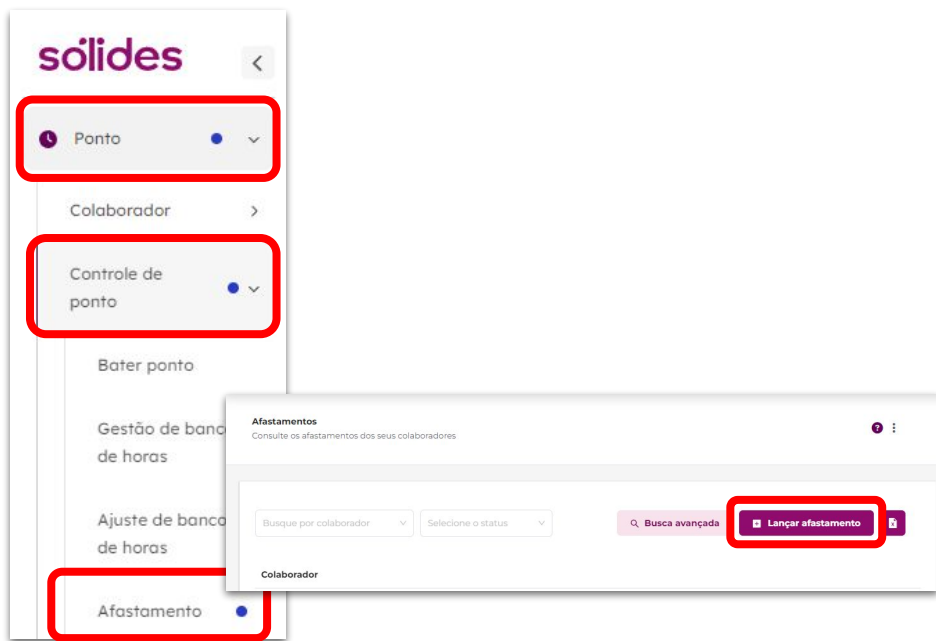 sólides
Ponto
Colaborador
Controle de
ponto
Bater ponto
Gestão de banc
de horas
Ajuste de banco
de horas
Afastamento
Afastamentos
Consulte os afastamentos dos seus colaboradores
Busque por colaborador
Selecione o status
Busca avançada
Lançar afastamento
Colaborador